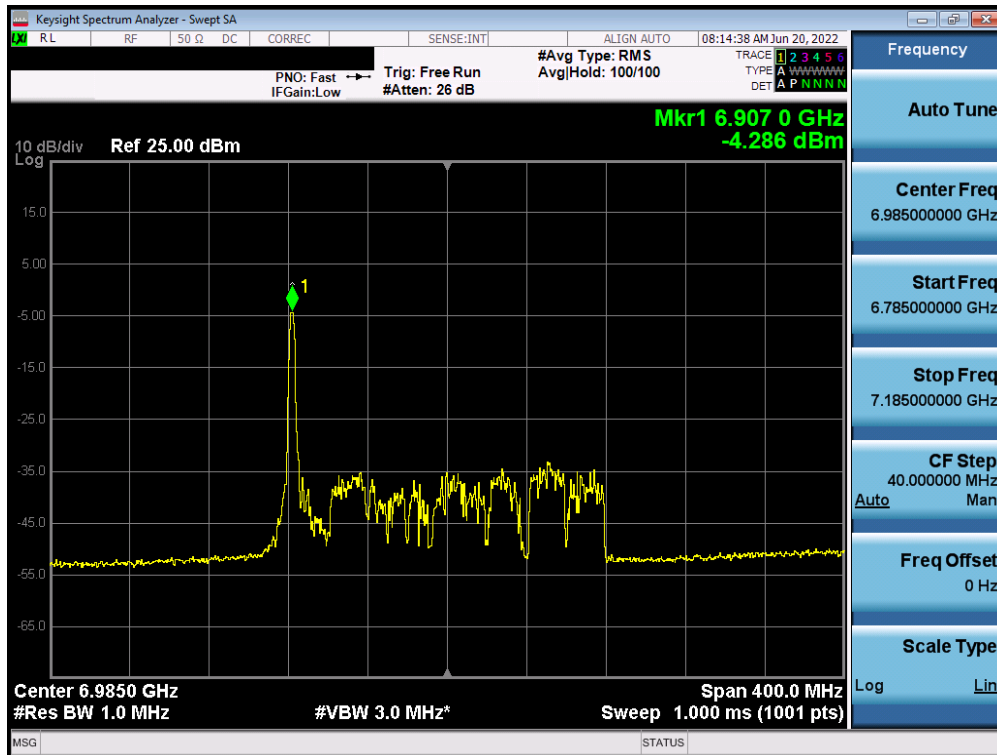 Keysight Spectrum Analyzer - Swept SA
LXI RL RF 50 Ω DC CORREC SENSE:INT ALIGN AUTO 08:14:38 AM Jun 20, 2022
PNO: Fast
IFGain:Low
Trig: Free Run
#Atten: 26 dB
#Avg Type: RMS
Avg|Hold: 100/100
TRACE 1 2 3 4 5 6
TYPE A WWWWW
DET A P N N N N
Mkr1 6.907 0 GHz
-4.286 dBm
10 dB/div Ref 25.00 dBm
Log
15.0
5.00
-5.00
-15.0
-25.0
-35.0
-45.0
-55.0
-65.0
1
Center 6.9850 GHz Span 400.0 MHz
#Res BW 1.0 MHz #VBW 3.0 MHz* Sweep 1.000 ms (1001 pts)
MSG STATUS
Frequency
Auto Tune
Center Freq
6.985000000 GHz
Start Freq
6.785000000 GHz
Stop Freq
7.185000000 GHz
CF Step
40.000000 MHz
Auto Man
Freq Offset
0 Hz
Scale Type
Log Lin